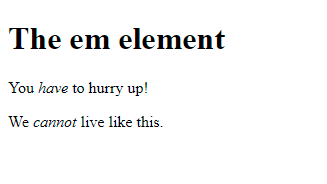 The em element
You have to hurry up!
We cannot live like this.